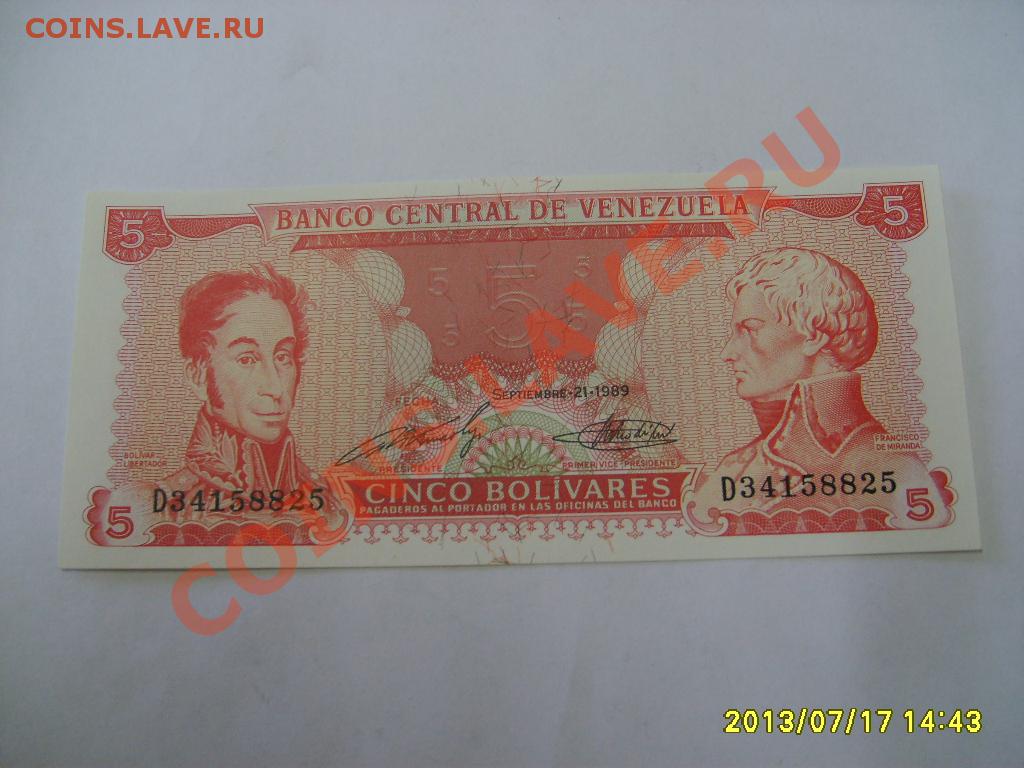 COINS.LAVE.RU
5
BANCO CENTRAL DE VENEZUELA
5
5 5 5
5 5
FECHA SEPTIEMBRE-21-1989
PRESIDENTE
PRIMER VICE-PRESIDENTE
BOLIVAR-
LIBERTADOR
FRANCISCO
DE MIRANDA
D34158825
D34158825
5
CINCO BOLÍVARES
5
PAGADEROS AL PORTADOR EN LAS OFICINAS DEL BANCO
COINS.LAVE.RU
2013/07/17 14:43